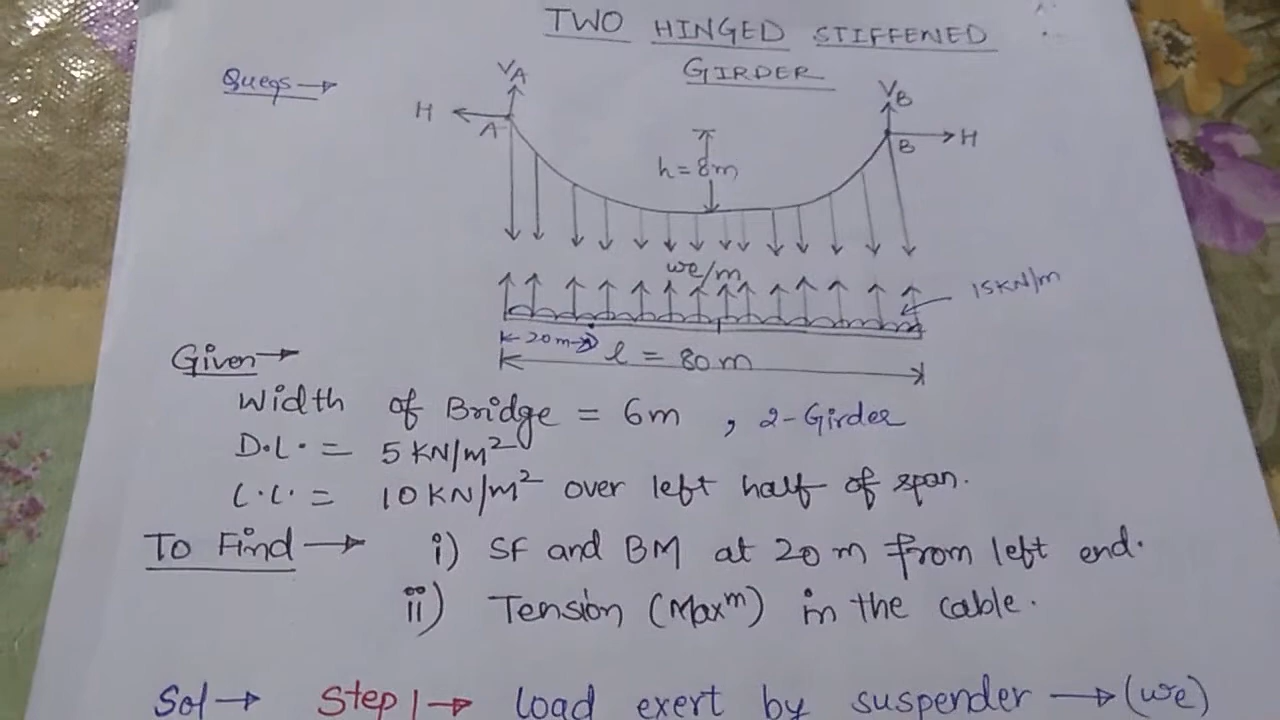 TWO HINGED STIFFENED
GIRDER
Ques →
VA
H
A
h = 8m
VB
H
B
we/m
15KN/m
20m
l = 80m
Given →
Width of Bridge = 6m , 2-Girder
D.L. = 5 KN/m²
L.L. = 10 KN/m² over left half of span.
To Find → i) SF and BM at 20 m from left end.
ii) Tension (Maxᵐ) in the cable.
Sol → Step 1 → Load exert by suspender → (we)